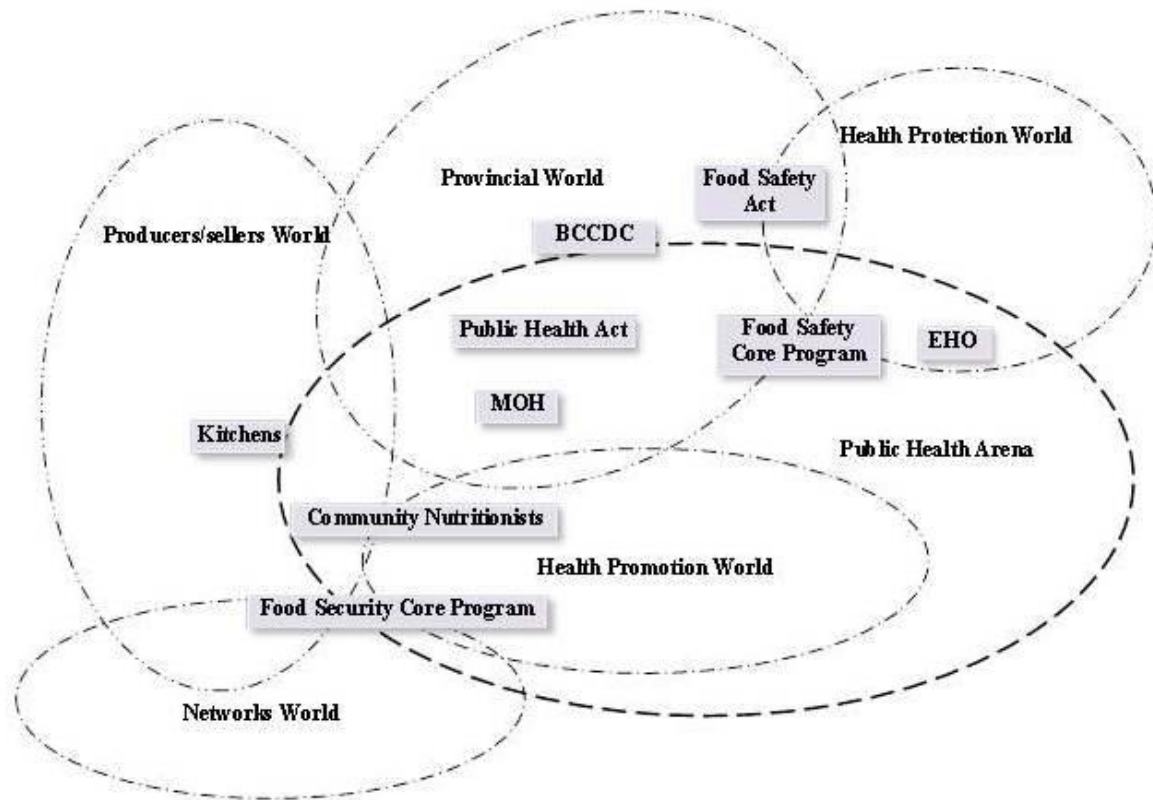 Health Protection World
Provincial World
Food Safety
Act
Producers/sellers World
BCCDC
Public Health Act
Food Safety
Core Program
EHO
MOH
Kitchens
Public Health Arena
Community Nutritionists
Health Promotion World
Food Security Core Program
Networks World